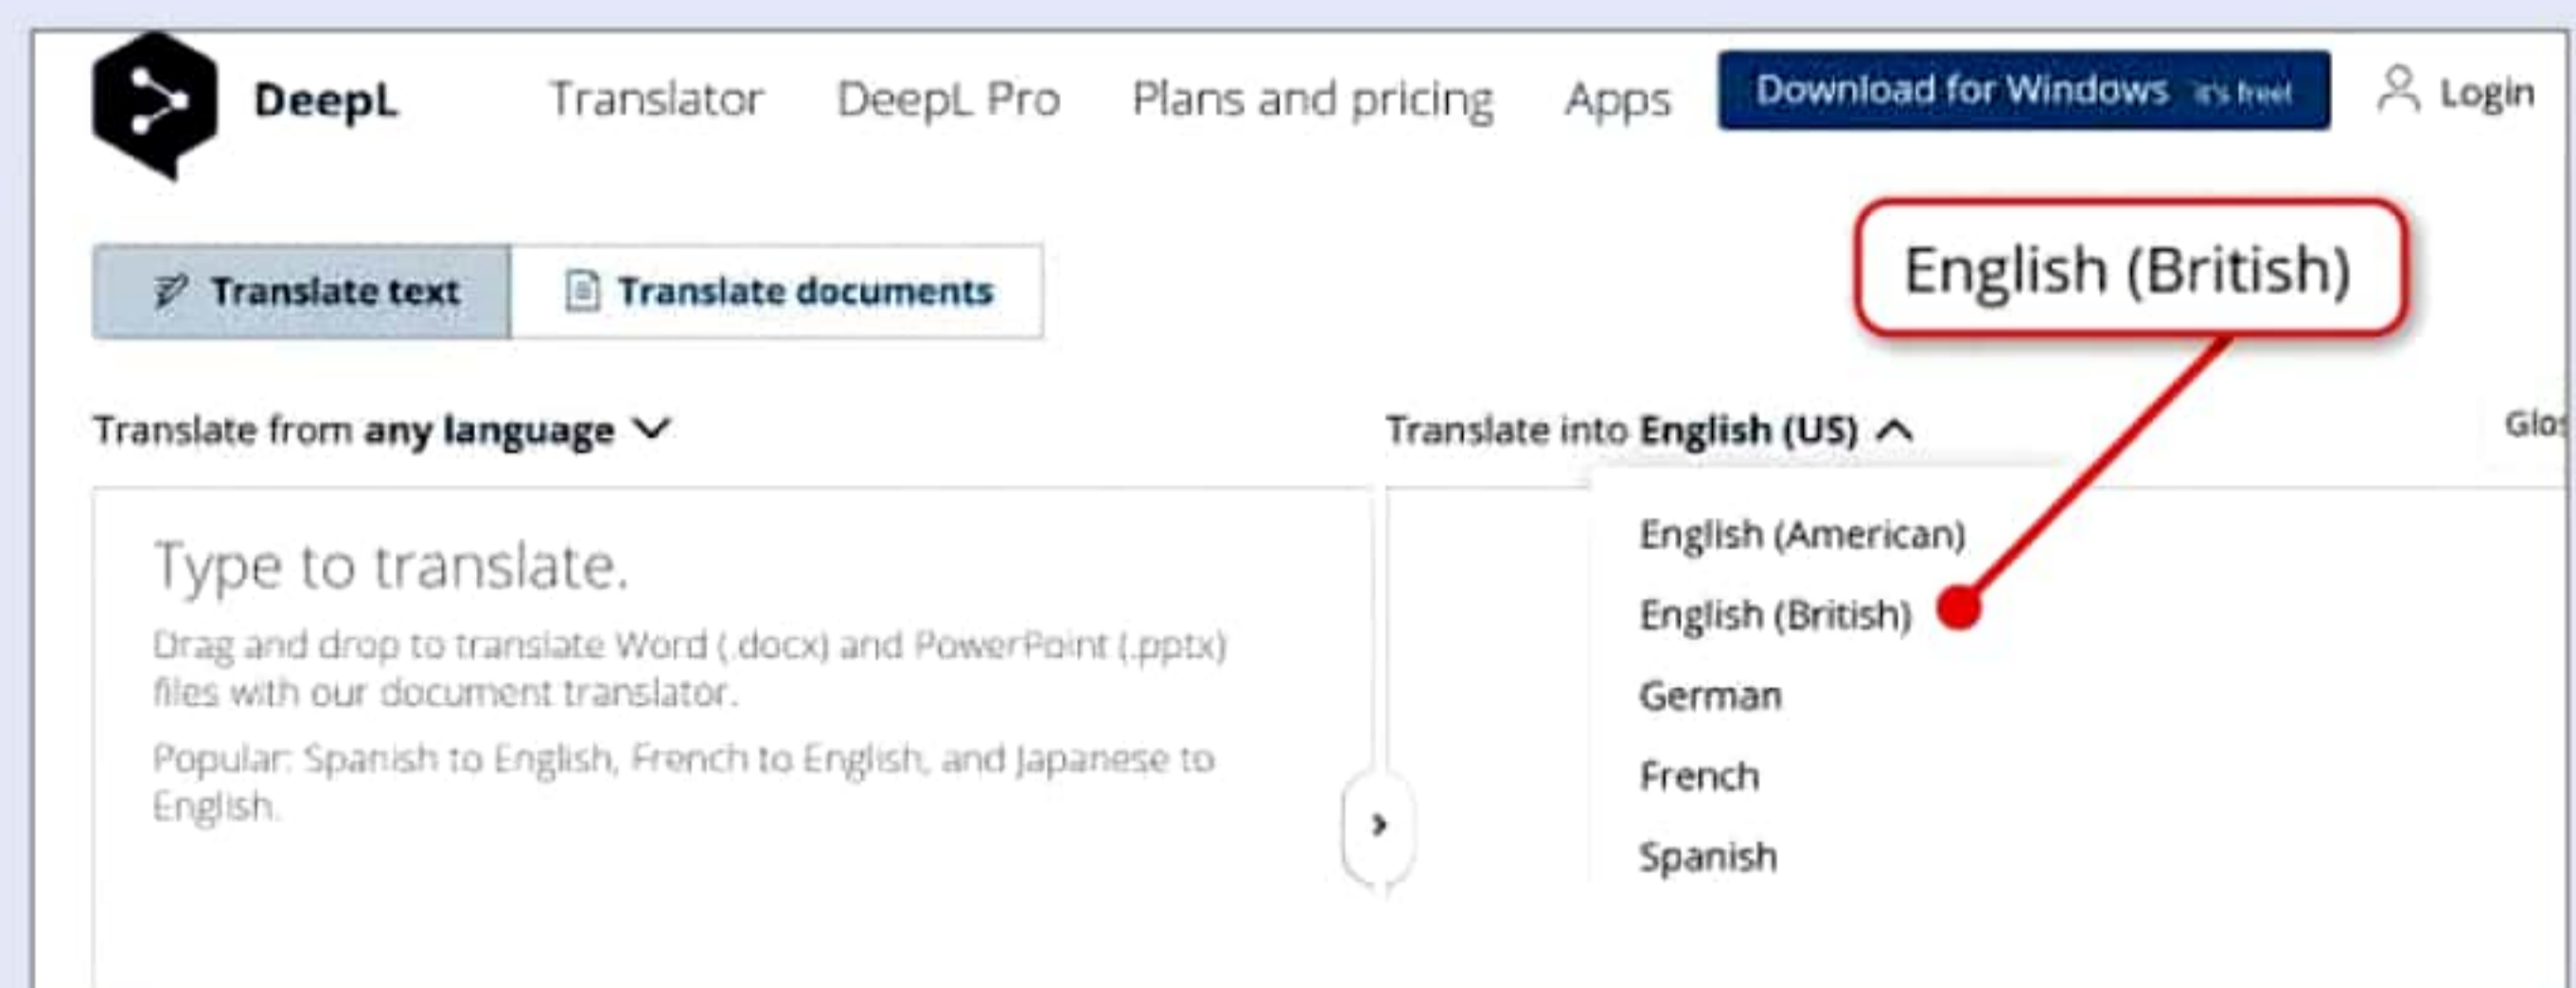 DeepL
Translator
DeepL Pro
Plans and pricing
Apps
Download for Windows it's free!
Login
English (British)
Translate text
Translate documents
Translate from any language
Translate into English (US)
Type to translate.
Drag and drop to translate Word (.docx) and PowerPoint (.pptx)
files with our document translator.
Popular: Spanish to English, French to English, and Japanese to
English.
English (American)
English (British)
German
French
Spanish